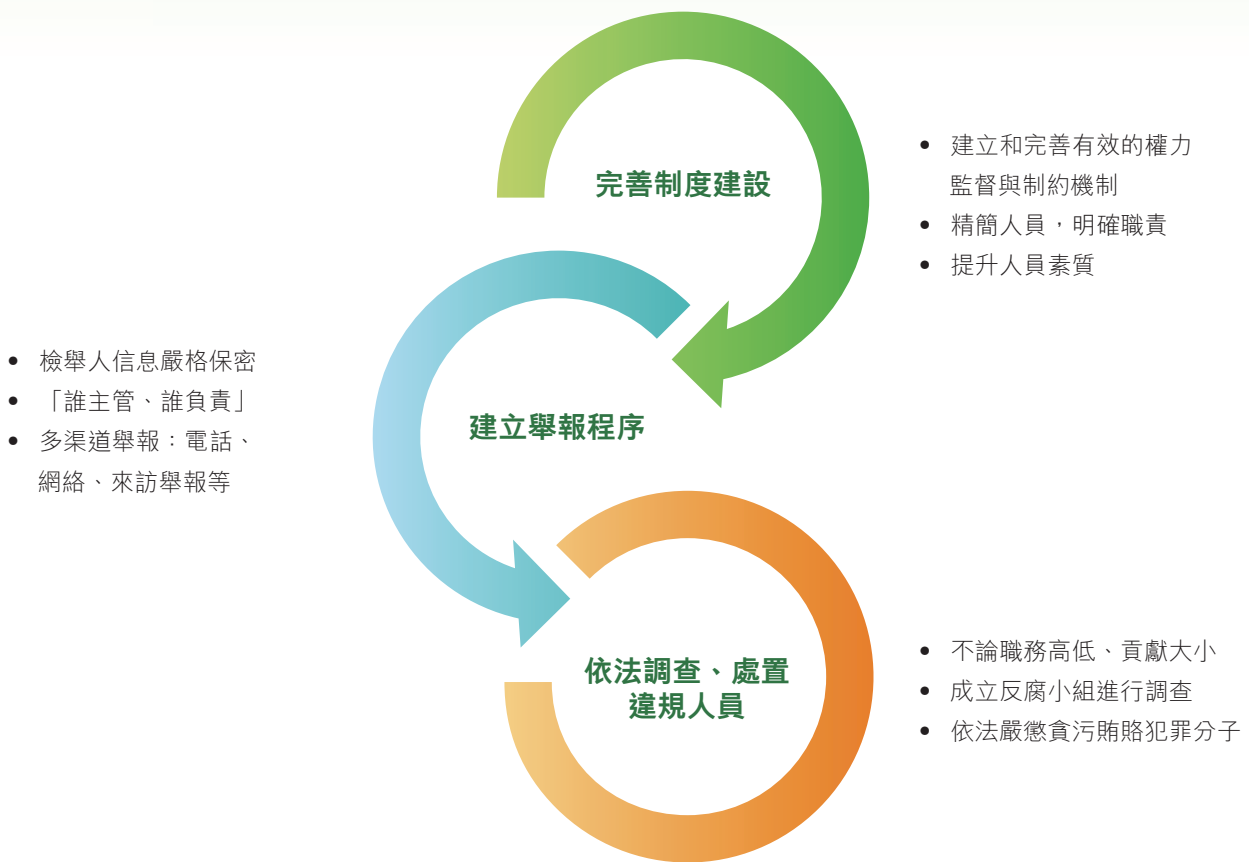 完善制度建設
• 建立和完善有效的權力
監督與制約機制
• 精簡人員，明確職責
• 提升人員素質
建立舉報程序
• 檢舉人信息嚴格保密
• 「誰主管、誰負責」
• 多渠道舉報：電話、
網絡、來訪舉報等
依法調查、處置
違規人員
• 不論職務高低、貢獻大小
• 成立反腐小組進行調查
• 依法嚴懲貪污賄賂犯罪分子